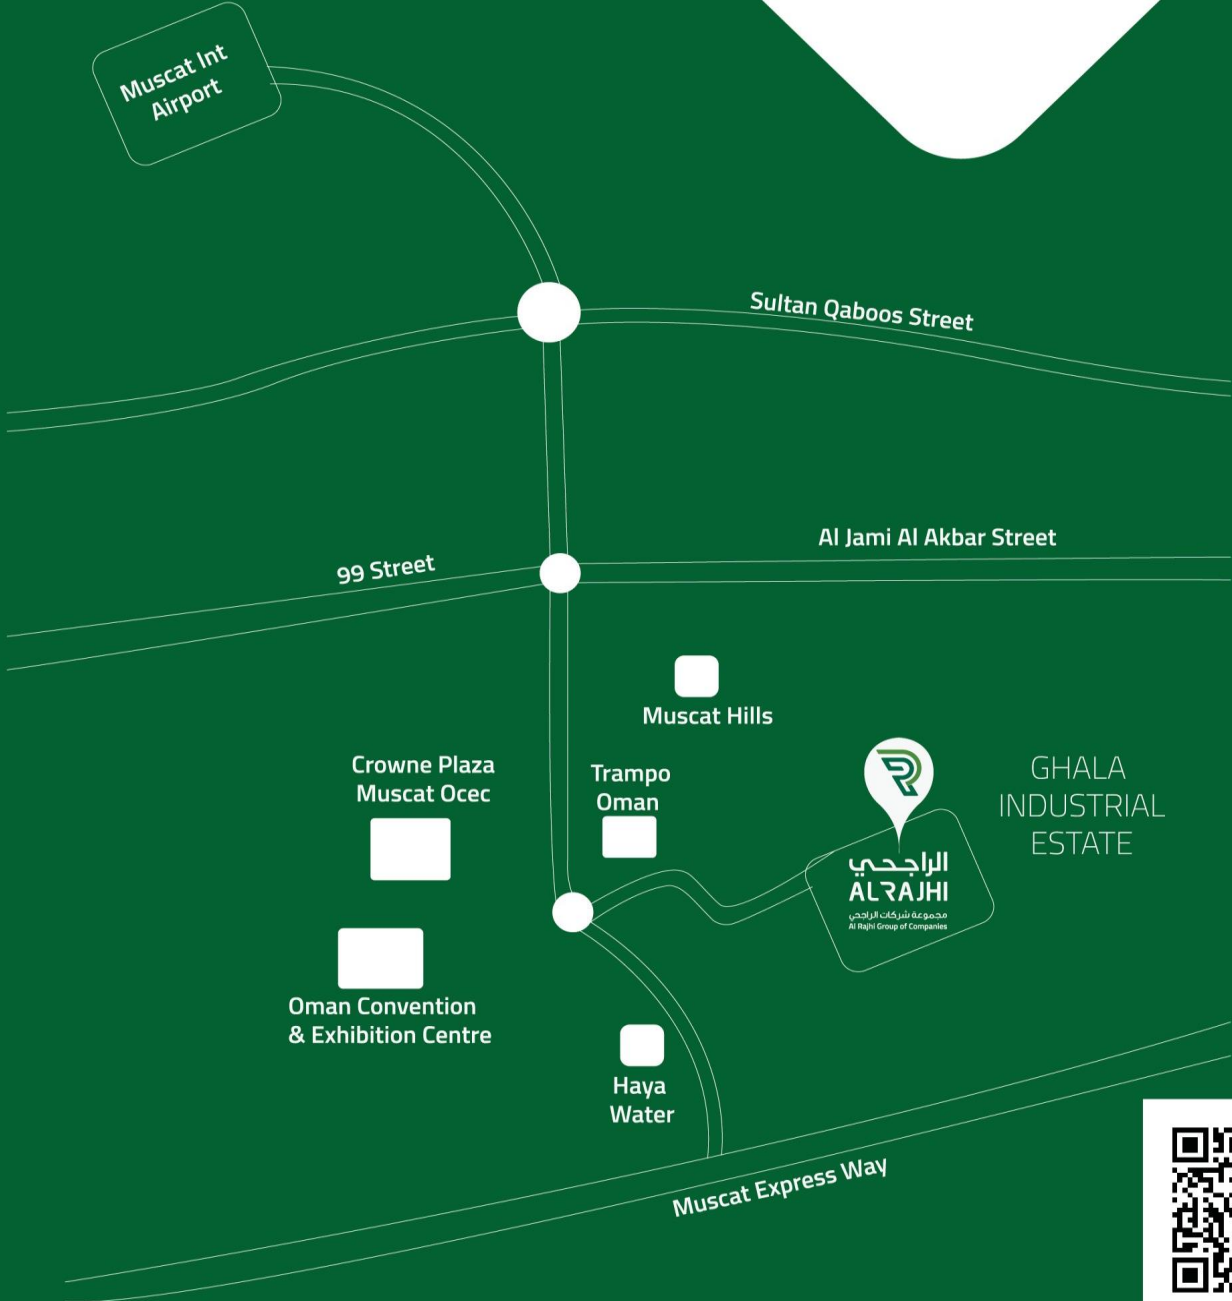 Muscat Int
Airport
Sultan Qaboos Street
Al Jami Al Akbar Street
99 Street
Muscat Hills
Crowne Plaza
Muscat Ocec
Trampo
Oman
GHALA
INDUSTRIAL
ESTATE
الراجحي
ALRAJHI
مجموعة شركات الراجحي
Al Rajhi Group of Companies
Oman Convention
& Exhibition Centre
Haya
Water
Muscat Express Way